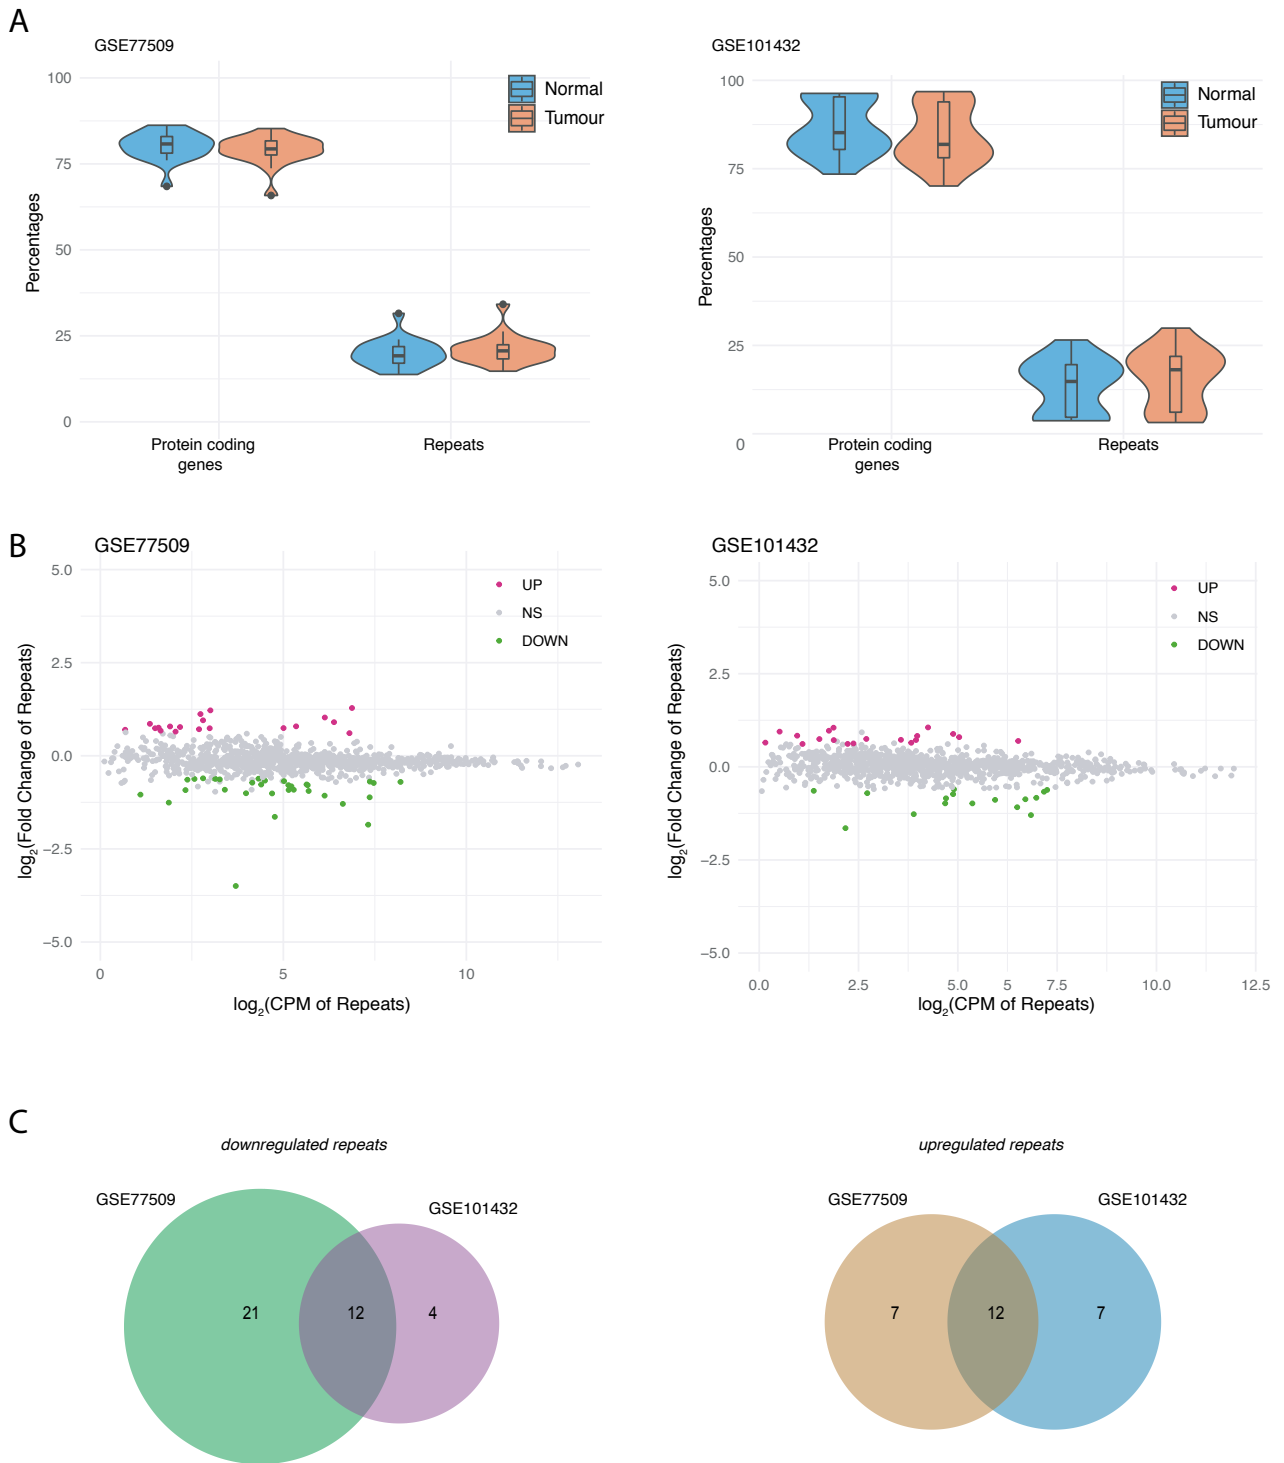 A
GSE77509
Percentages
100
75
50
25
0
Normal
Tumour
Protein coding
genes
Repeats
GSE101432
Percentages
100
75
50
25
0
Normal
Tumour
Protein coding
genes
Repeats
B
GSE77509
log2(Fold Change of Repeats)
5.0
2.5
0.0
−2.5
−5.0
UP
NS
DOWN
0 5 10
log2(CPM of Repeats)
GSE101432
log2(Fold Change of Repeats)
5.0
2.5
0.0
−2.5
−5.0
UP
NS
DOWN
0.0 2.5 5.0 7.5 10.0 12.5
log2(CPM of Repeats)
C
downregulated repeats
GSE77509
GSE101432
21 12 4
upregulated repeats
GSE77509
GSE101432
7 12 7